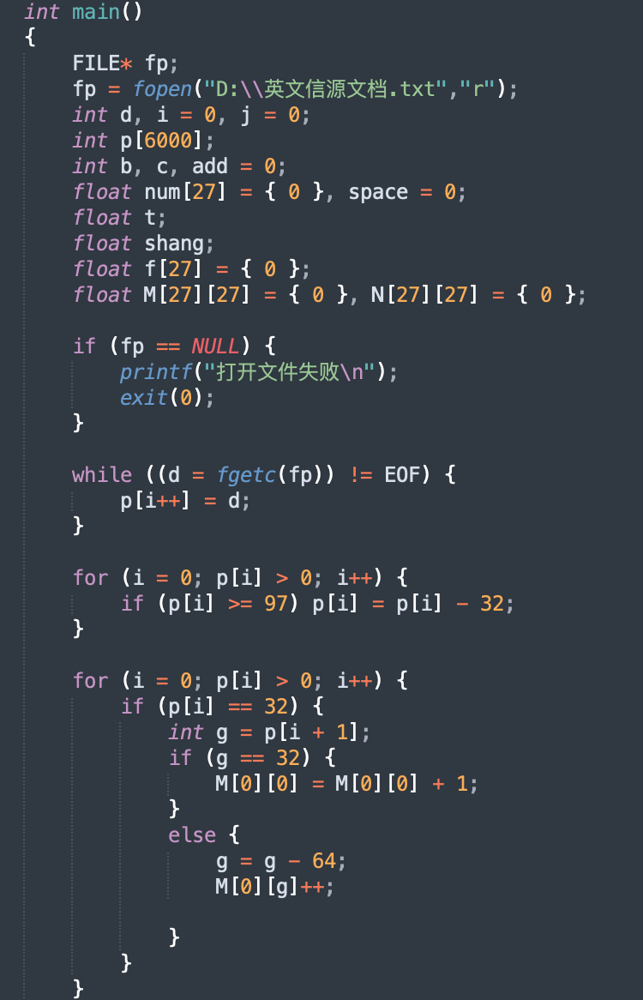 int main()
{
    FILE* fp;
    fp = fopen("D:\\英文信源文档.txt","r");
    int d, i = 0, j = 0;
    int p[6000];
    int b, c, add = 0;
    float num[27] = { 0 }, space = 0;
    float t;
    float shang;
    float f[27] = { 0 };
    float M[27][27] = { 0 }, N[27][27] = { 0 };

    if (fp == NULL) {
        printf("打开文件失败\n");
        exit(0);
    }

    while ((d = fgetc(fp)) != EOF) {
        p[i++] = d;
    }

    for (i = 0; p[i] > 0; i++) {
        if (p[i] >= 97) p[i] = p[i] - 32;
    }

    for (i = 0; p[i] > 0; i++) {
        if (p[i] == 32) {
            int g = p[i + 1];
            if (g == 32) {
                M[0][0] = M[0][0] + 1;
            }
            else {
                g = g - 64;
                M[0][g]++;

            }
        }
    }